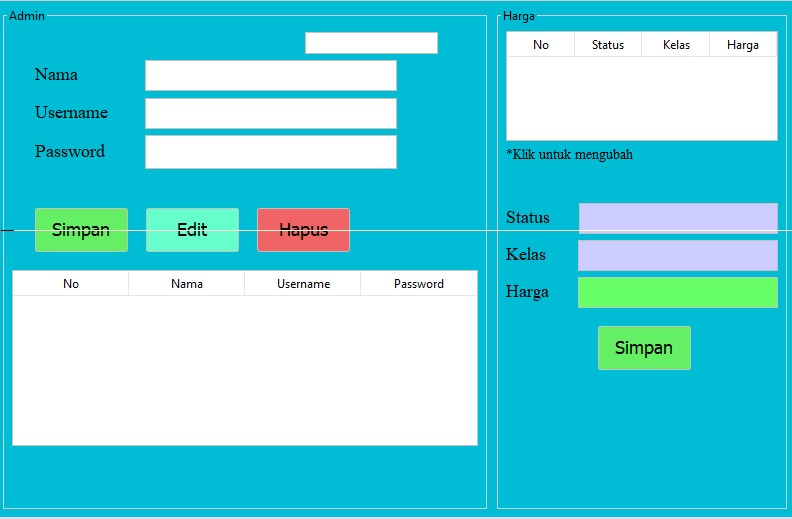 Admin
Nama
Username
Password
Simpan Edit Hapus
No Nama Username Password
Harga
No Status Kelas Harga
*Klik untuk mengubah
Status
Kelas
Harga
Simpan